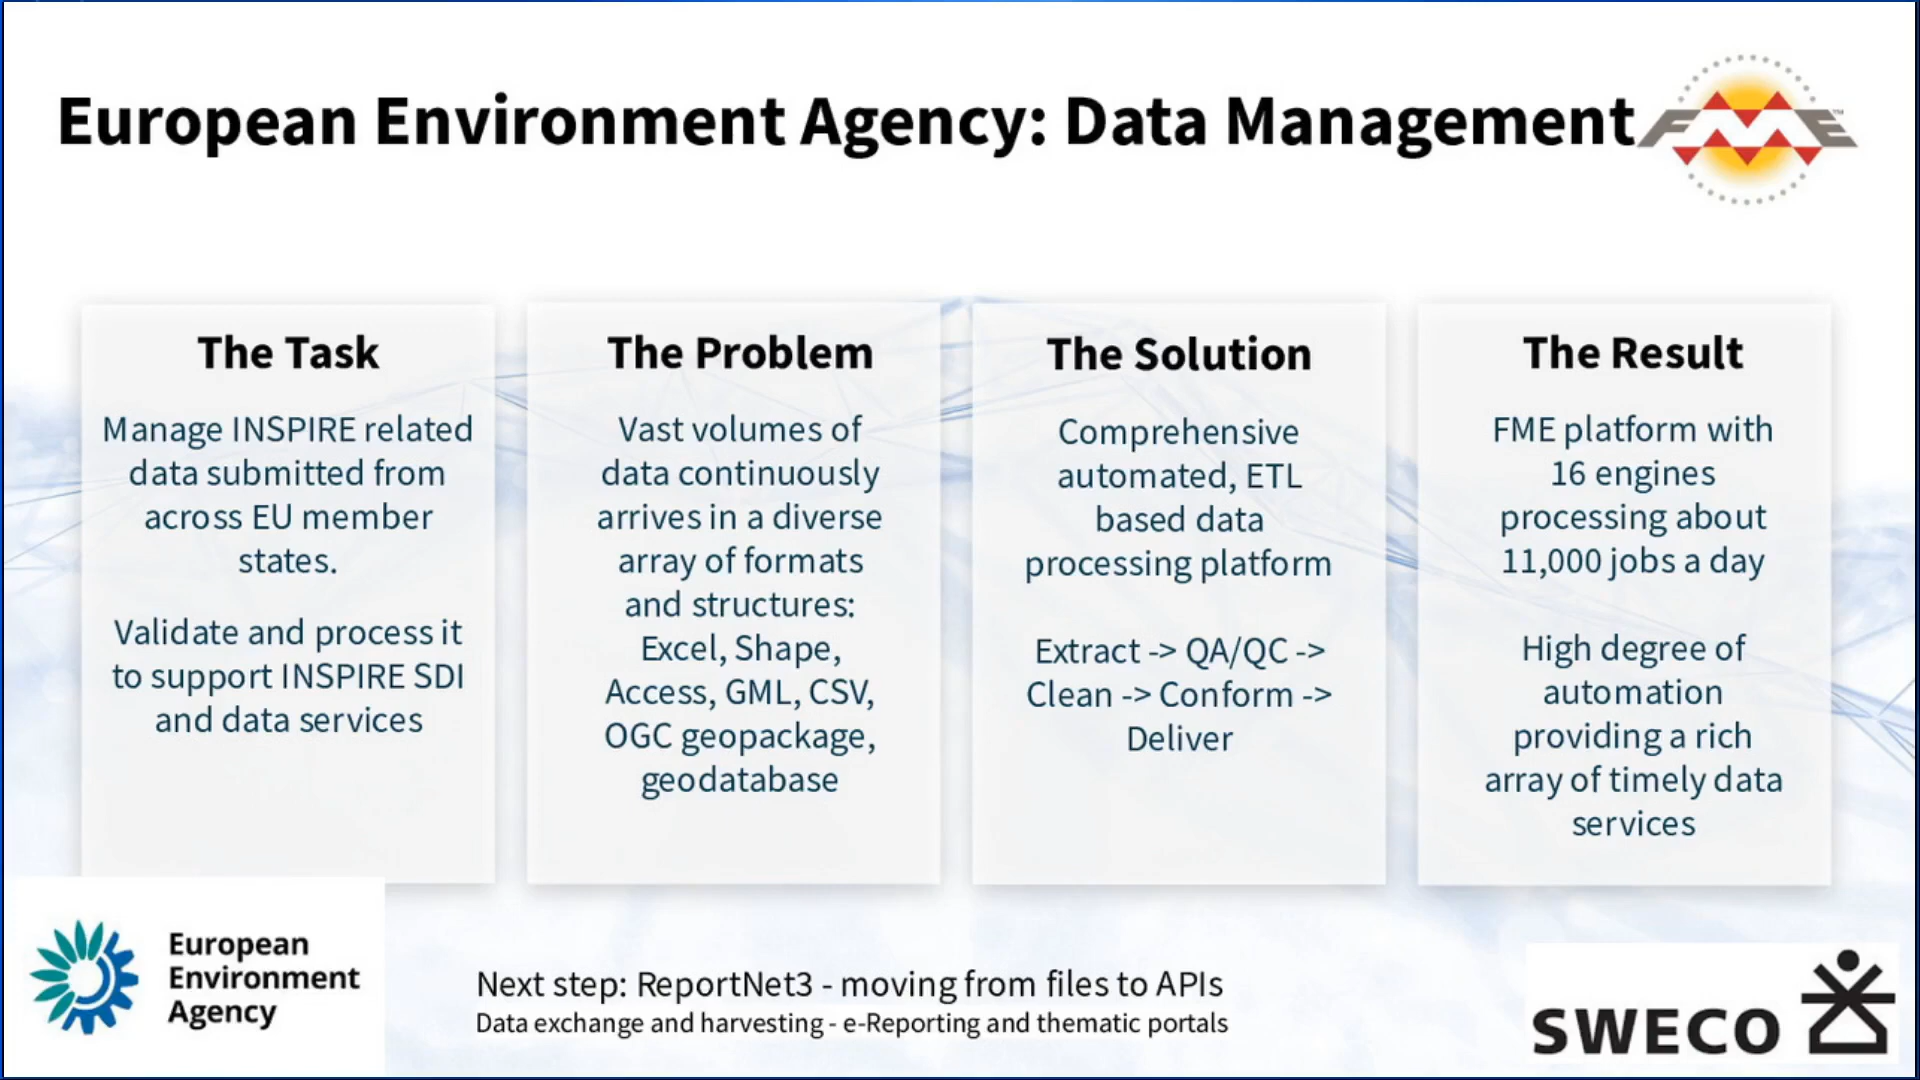 European Environment Agency: Data Management
FME
The Task
Manage INSPIRE related
data submitted from
across EU member
states.
Validate and process it
to support INSPIRE SDI
and data services
The Problem
Vast volumes of
data continuously
arrives in a diverse
array of formats
and structures:
Excel, Shape,
Access, GML, CSV,
OGC geopackage,
geodatabase
The Solution
Comprehensive
automated, ETL
based data
processing platform
Extract -> QA/QC ->
Clean -> Conform ->
Deliver
The Result
FME platform with
16 engines
processing about
11,000 jobs a day
High degree of
automation
providing a rich
array of timely data
services
European
Environment
Agency
Next step: ReportNet3 - moving from files to APIs
Data exchange and harvesting - e-Reporting and thematic portals
SWECO